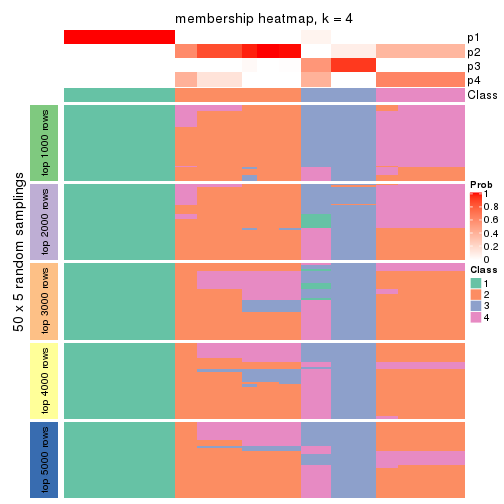 membership heatmap, k = 4
p1
p2
p3
p4
Class
50 x 5 random samplings
top 1000 rows
top 2000 rows
top 3000 rows
top 4000 rows
top 5000 rows
Prob
1
0.8
0.6
0.4
0.2
0
Class
1
2
3
4